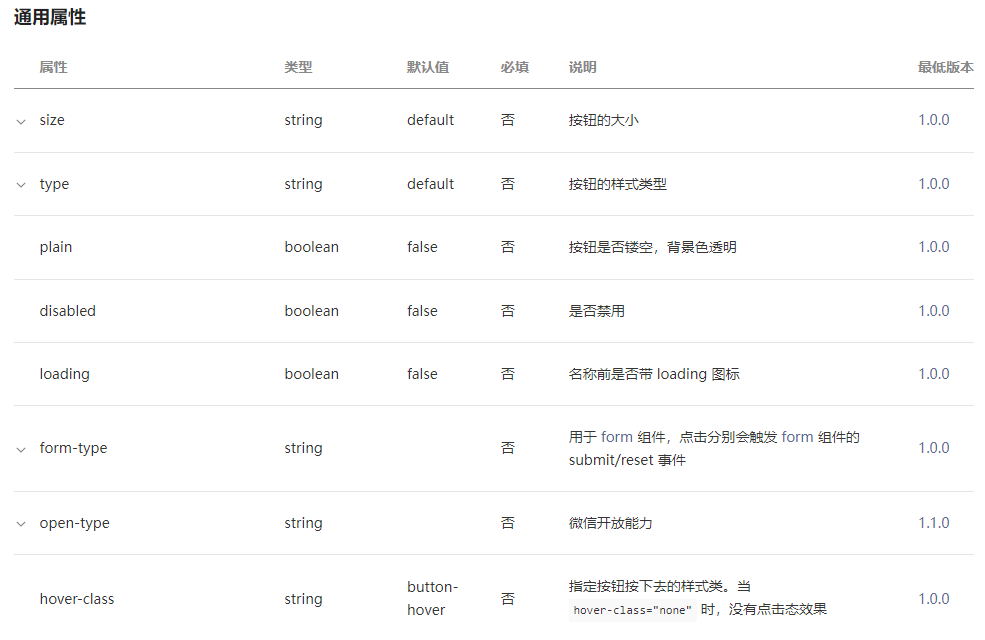 通用属性
属性 类型 默认值 必填 说明 最低版本
size string default 否 按钮的大小 1.0.0
type string default 否 按钮的样式类型 1.0.0
plain boolean false 否 按钮是否镂空，背景色透明 1.0.0
disabled boolean false 否 是否禁用 1.0.0
loading boolean false 否 名称前是否带 loading 图标 1.0.0
用于 form 组件，点击分别会触发 form 组件的
form-type string 否 1.0.0
submit/reset 事件
open-type string 否 微信开放能力 1.1.0
button- 指定按钮按下去的样式类。当
hover-class string 否 1.0.0
hover hover-class="none" 时，没有点击态效果